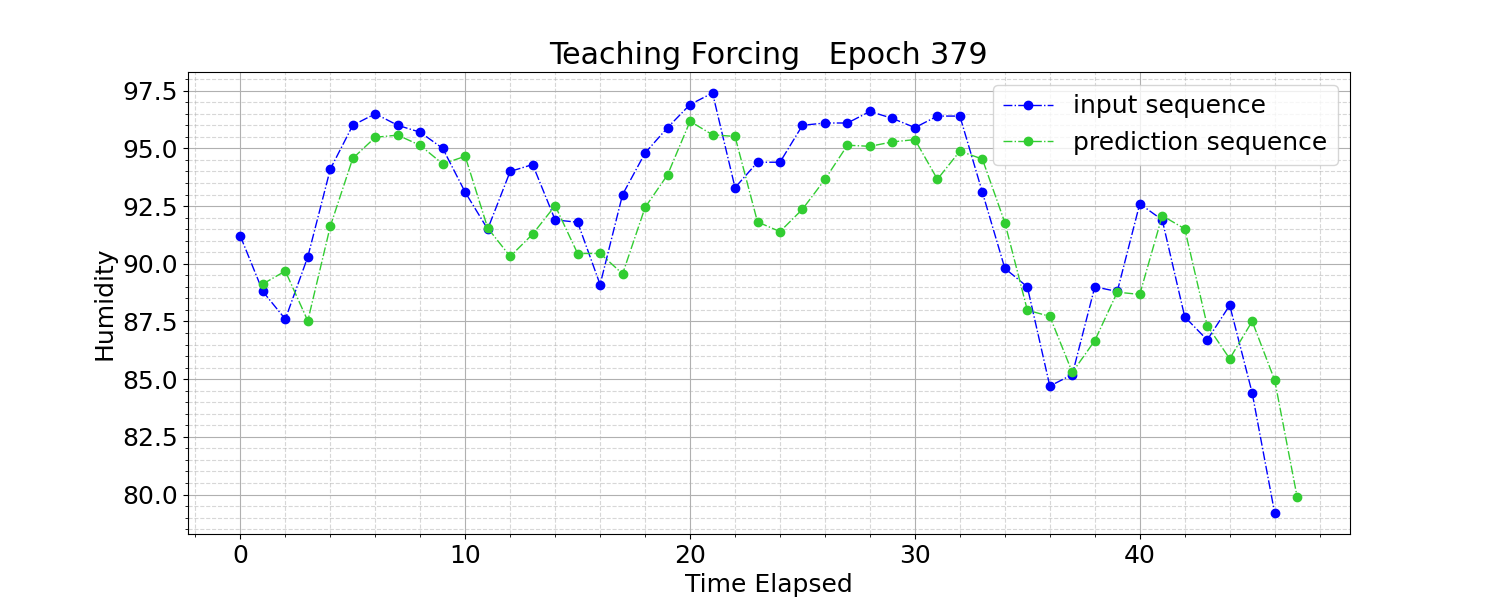 Teaching Forcing   Epoch 379
97.5
95.0
92.5
90.0
87.5
85.0
82.5
80.0
Humidity
input sequence
prediction sequence
0 10 20 30 40
Time Elapsed